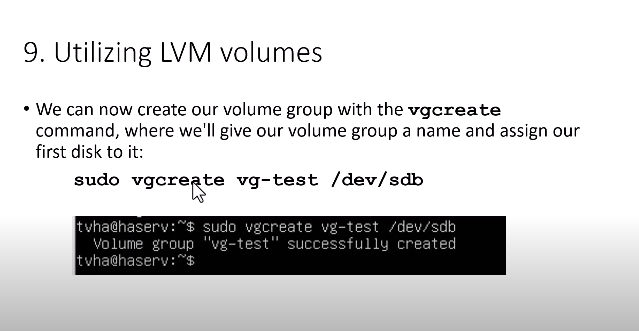 9. Utilizing LVM volumes
• We can now create our volume group with the vgcreate
command, where we'll give our volume group a name and assign our
first disk to it:
sudo vgcreate vg-test /dev/sdb
tvha@haserv:~$ sudo vgcreate vg-test /dev/sdb
Volume group "vg-test" successfully created
tvha@haserv:~$